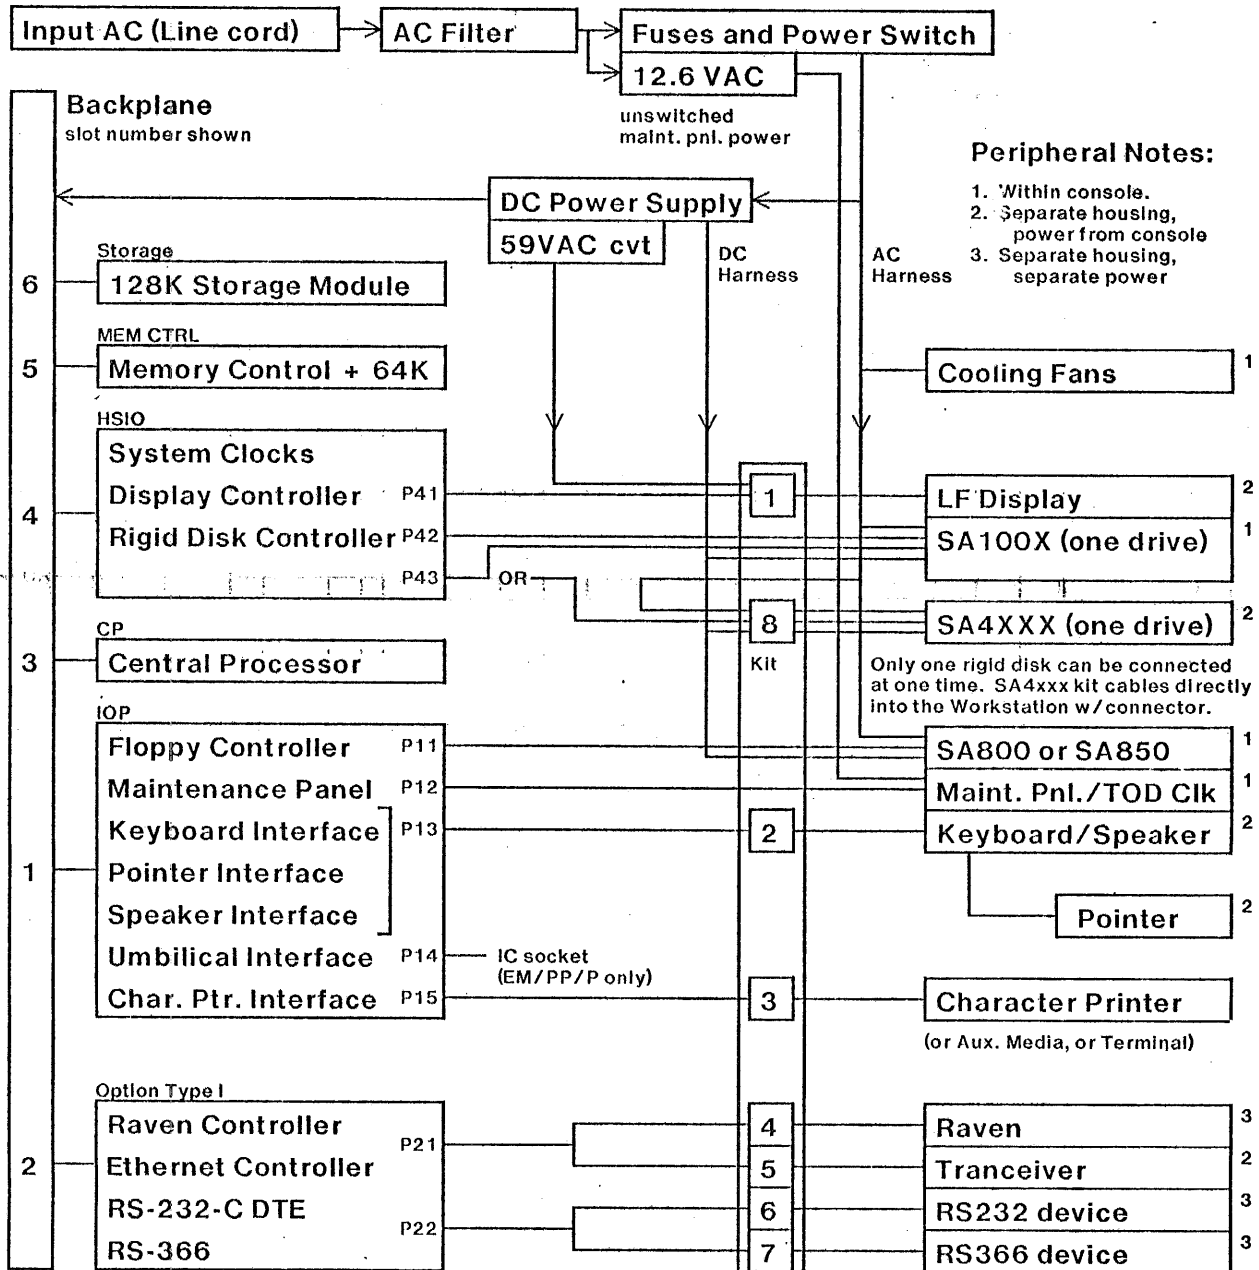 Input AC (Line cord)
AC Filter
Fuses and Power Switch
12.6 VAC
unswitched
maint. pnl. power
Backplane
slot number shown
Peripheral Notes:
1. Within console.
2. Separate housing,
power from console
3. Separate housing,
separate power
DC Power Supply
59VAC cvt
DC
Harness
AC
Harness
Storage
6
128K Storage Module
MEM CTRL
5
Memory Control + 64K
Cooling Fans
1
HSIO
4
System Clocks
Display Controller P41
1
LF Display
2
Rigid Disk Controller P42
SA100X (one drive)
1
P43
OR
8
SA4XXX (one drive)
2
Kit
Only one rigid disk can be connected
at one time. SA4xxx kit cables directly
into the Workstation w/connector.
CP
3
Central Processor
IOP
1
Floppy Controller P11
SA800 or SA850
1
Maintenance Panel P12
Maint. Pnl./TOD Clk
1
Keyboard Interface P13
2
Keyboard/Speaker
2
Pointer Interface
Speaker Interface
Pointer
2
Umbilical Interface P14
IC socket
(EM/PP/P only)
Char. Ptr. Interface P15
3
Character Printer
(or Aux. Media, or Terminal)
Option Type I
2
Raven Controller
P21
4
Raven
3
Ethernet Controller
5
Tranceiver
2
RS-232-C DTE
P22
6
RS232 device
3
RS-366
7
RS366 device
3